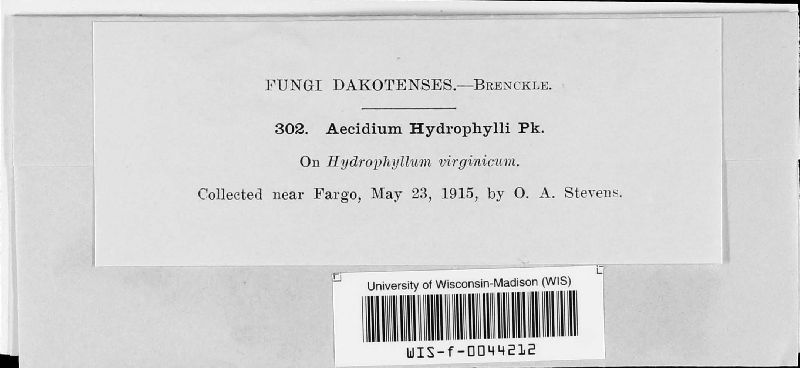 FUNGI DAKOTENSES.—BRENCKLE.
302. Aecidium Hydrophylli Pk.
On Hydrophyllum virginicum.
Collected near Fargo, May 23, 1915, by O. A. Stevens.
University of Wisconsin-Madison (WIS)
WIS-f-0044212